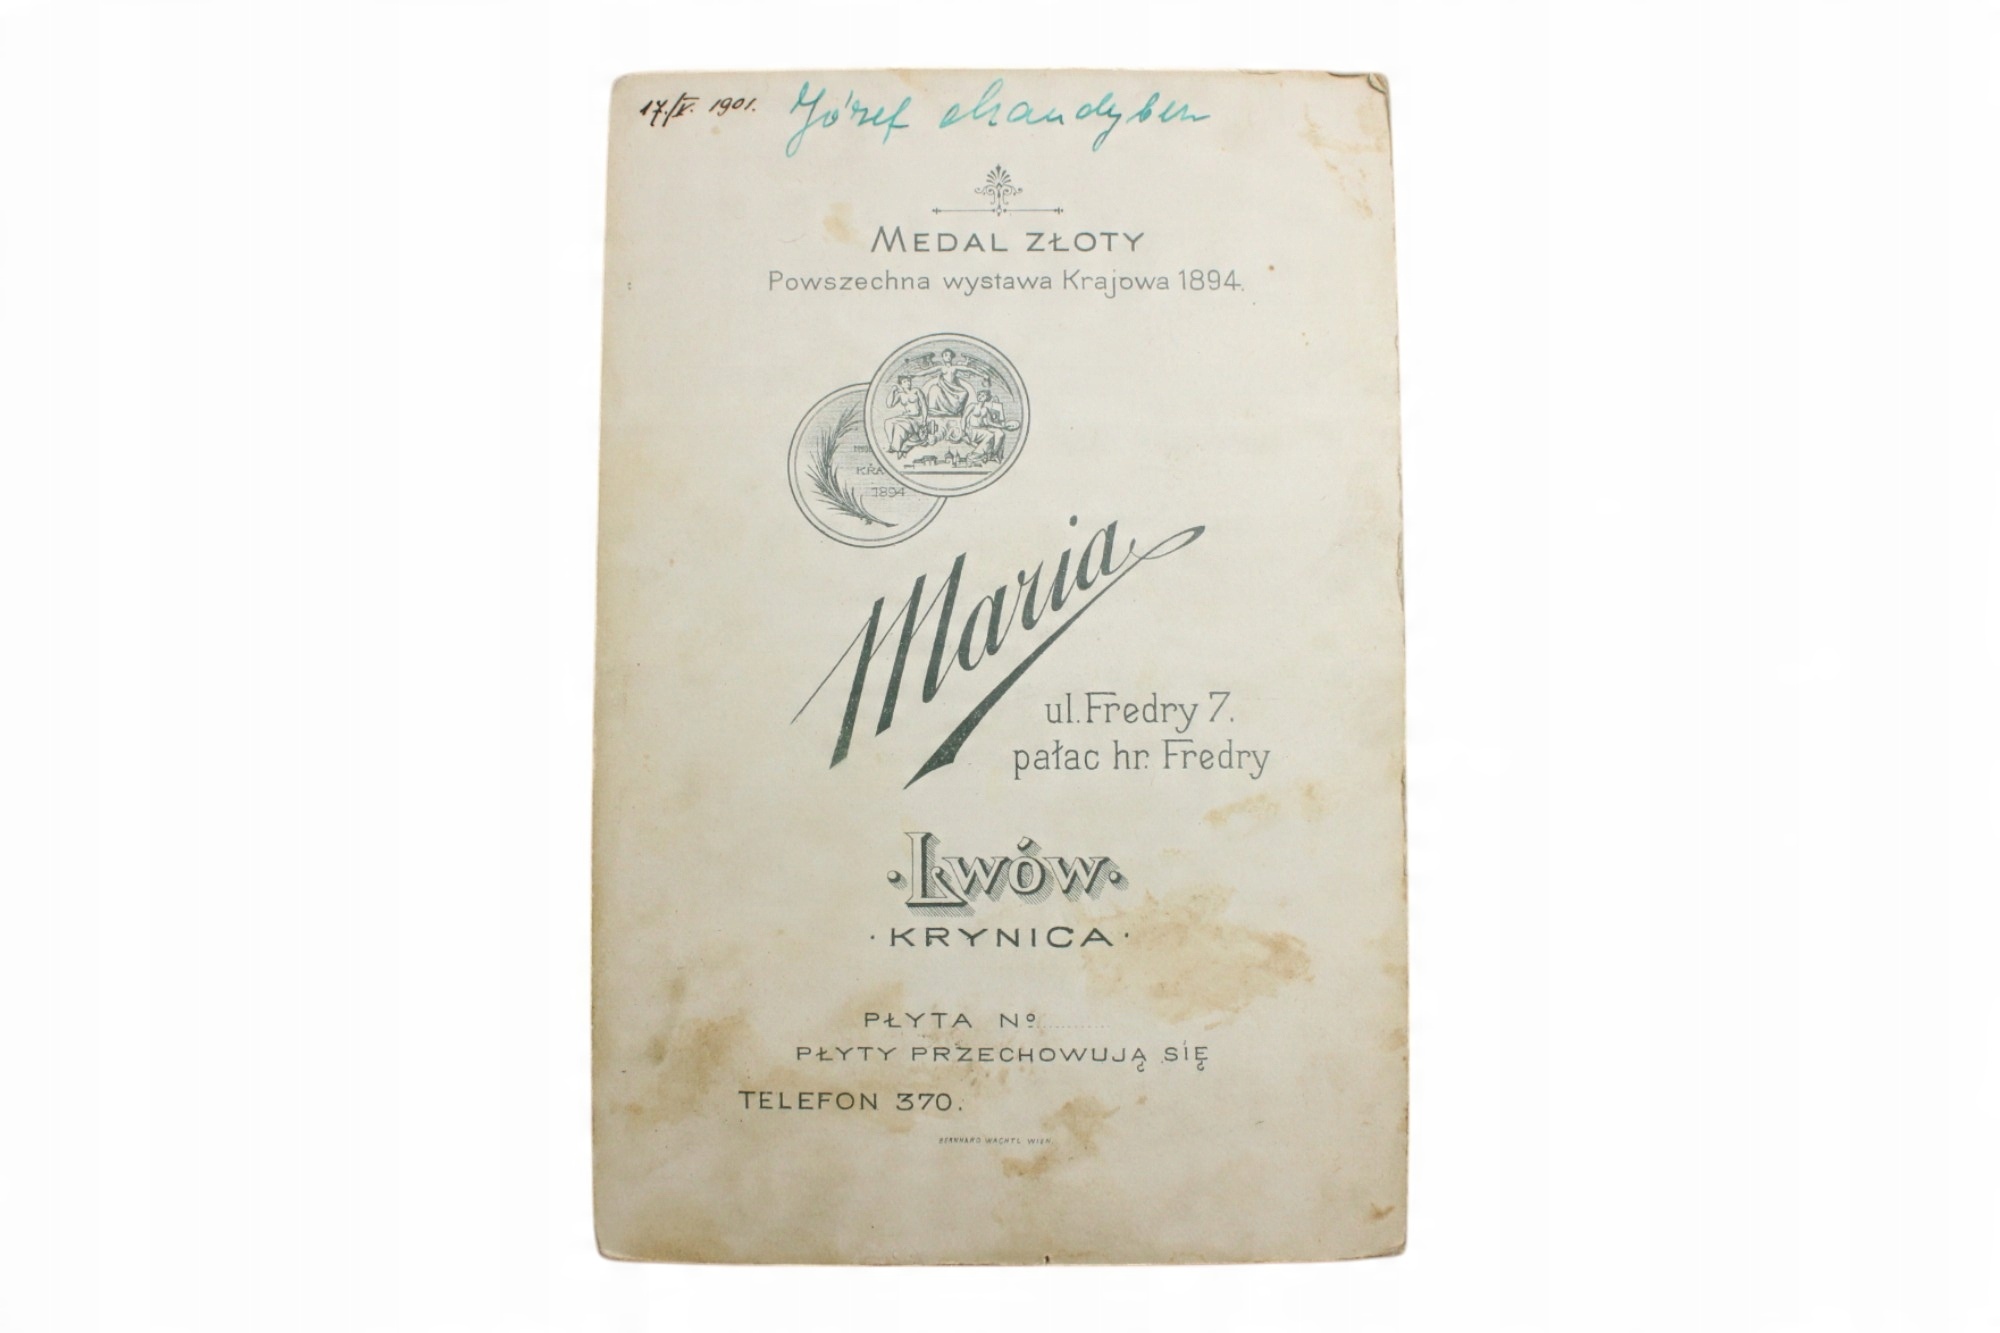 17./V. 1901. Józef
MEDAL ZŁOTY
Powszechna wystawa Krajowa 1894.
1894
Maria
ul. Fredry 7.
pałac hr. Fredry
·Lwów·
·KRYNICA·
PŁYTA Nº..........
PŁYTY PRZECHOWUJĄ SIĘ
TELEFON 370.
BERNHARD WACHTL WIEN.